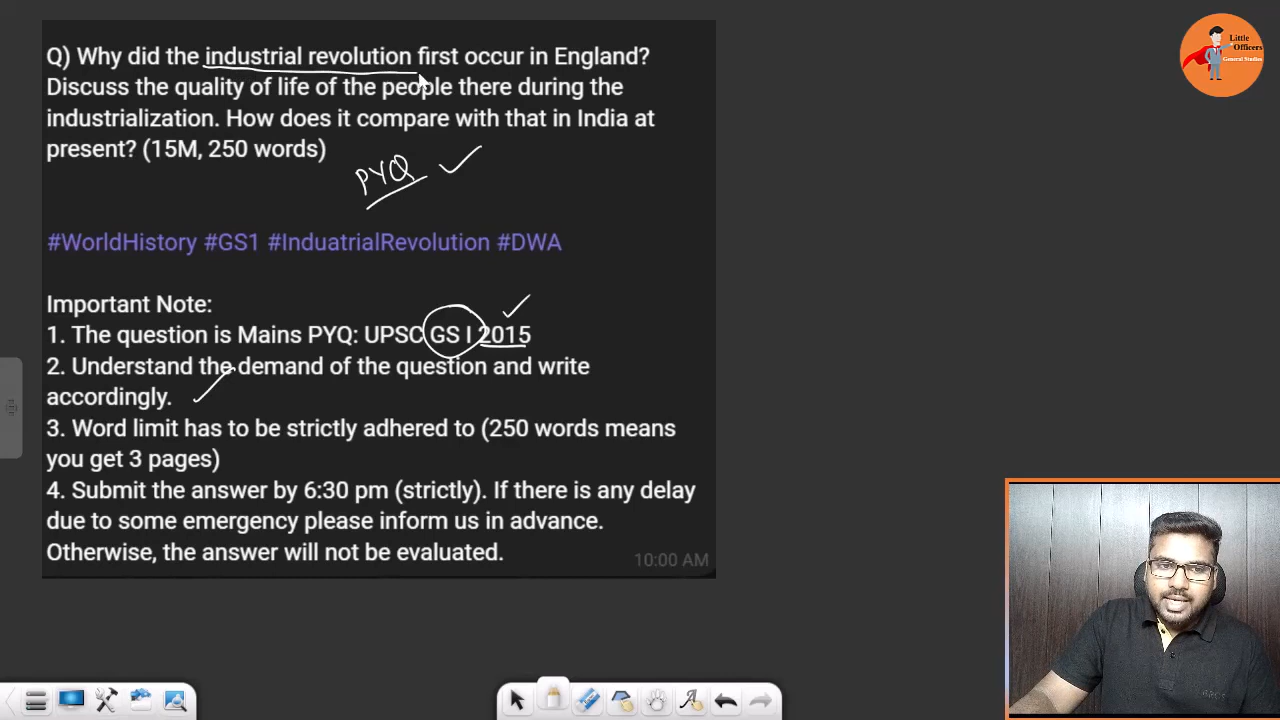 Q) Why did the industrial revolution first occur in England?
Discuss the quality of life of the people there during the
industrialization. How does it compare with that in India at
present? (15M, 250 words)
PYQ
#WorldHistory #GS1 #InduatrialRevolution #DWA
Important Note:
1. The question is Mains PYQ: UPSC GS I 2015
2. Understand the demand of the question and write
accordingly.
3. Word limit has to be strictly adhered to (250 words means
you get 3 pages)
4. Submit the answer by 6:30 pm (strictly). If there is any delay
due to some emergency please inform us in advance.
Otherwise, the answer will not be evaluated.
10:00 AM
Little
Officers
General Studies